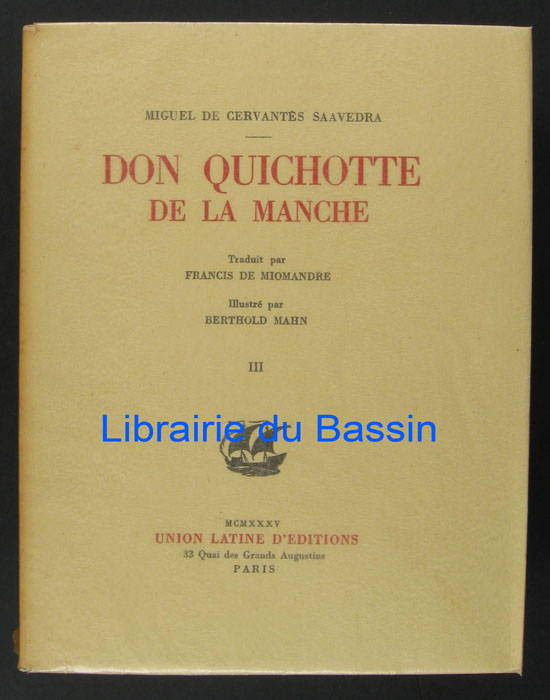 MIGUEL DE CERVANTÈS SAAVEDRA
DON QUICHOTTE
DE LA MANCHE
Traduit par
FRANCIS DE MIOMANDRE
Illustré par
BERTHOLD MAHN
III
Librairie du Bassin
MCMXXXV
UNION LATINE D'EDITIONS
33 Quai des Grands Augustins
PARIS